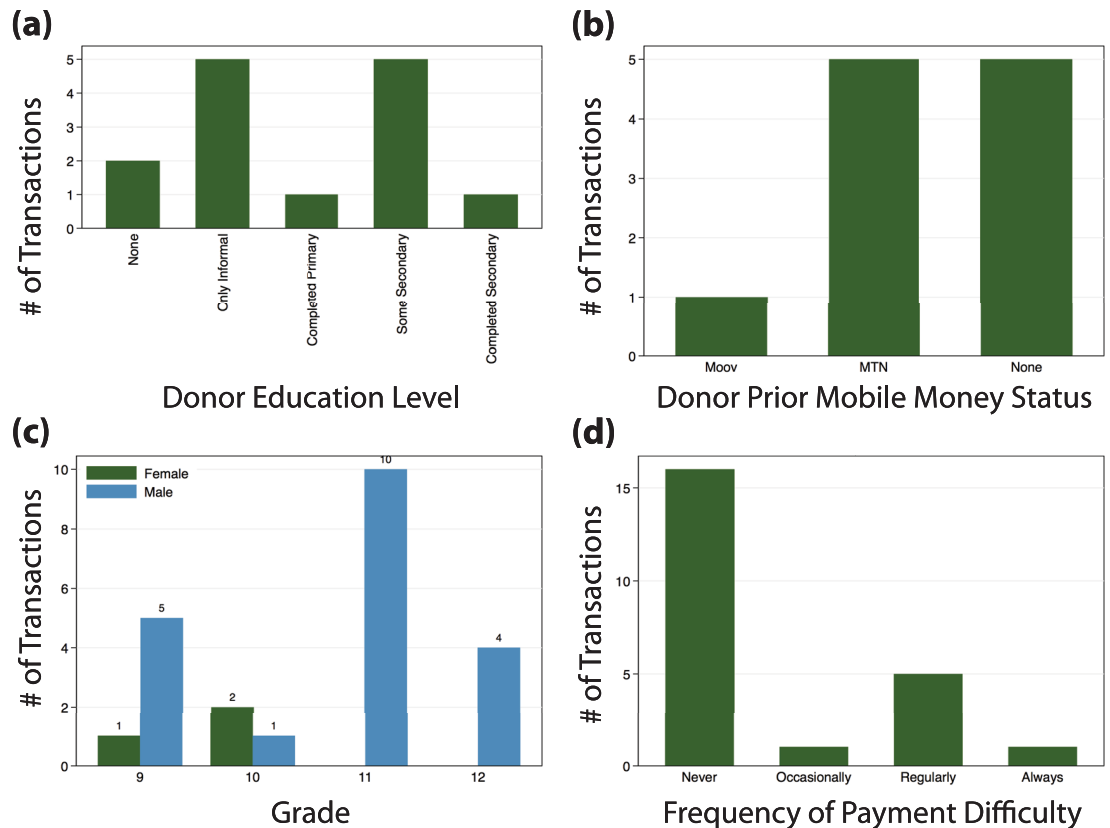 (a)
# of Transactions
5
4
3
2
1
0
None
Cnly Informal
Completed Primary
Some Secondary
Completed Secondary
Donor Education Level
(b)
# of Transactions
5
4
3
2
1
0
Moov
MTN
None
Donor Prior Mobile Money Status
(c)
# of Transactions
Female
Male
10
8
6
4
2
0
1
5
2
1
10
4
9
10
11
12
Grade
(d)
# of Transactions
15
10
5
0
Never
Occasionally
Regularly
Always
Frequency of Payment Difficulty